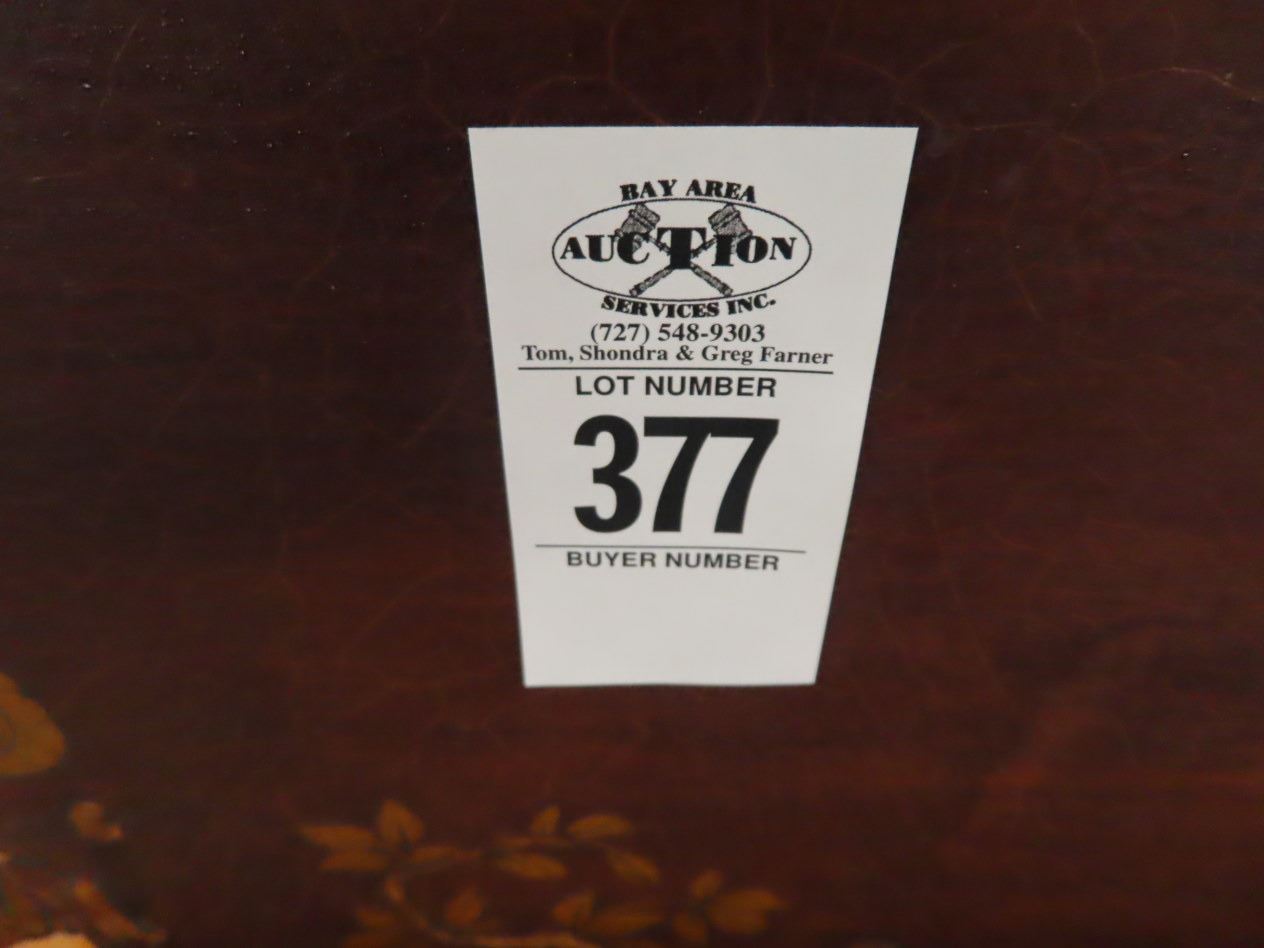 BAY AREA
AUCTION
SERVICES INC.
(727) 548-9303
Tom, Shondra & Greg Farner
LOT NUMBER
377
BUYER NUMBER